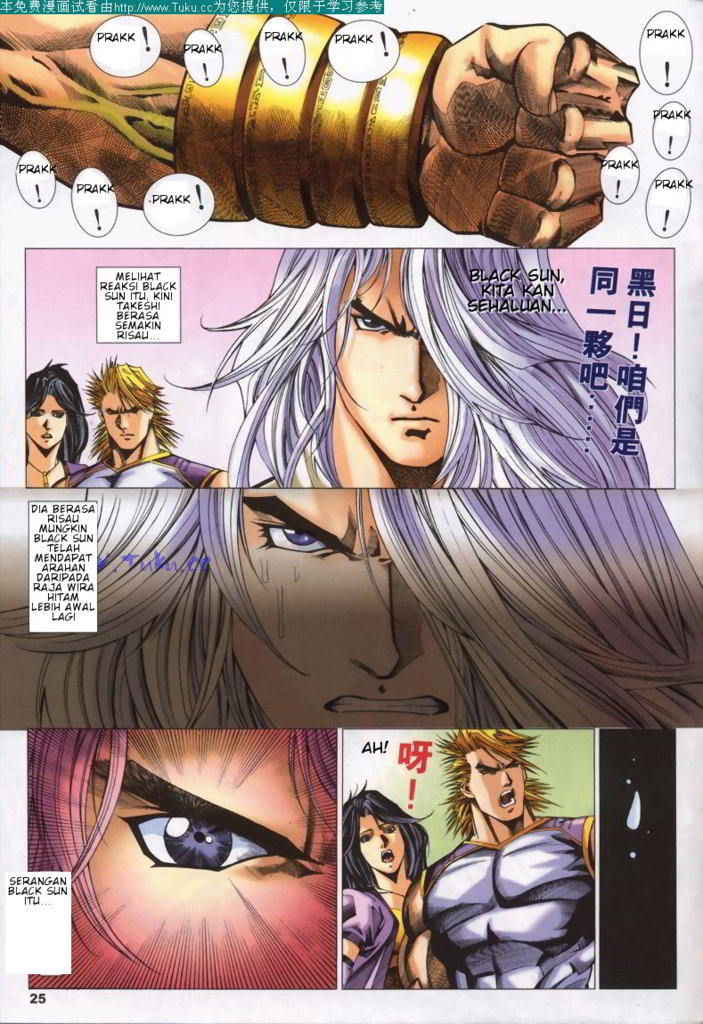 本免费漫画试看由http://www.Tuku.cc为您提供，仅限于学习参考
PRAKK !
PRAKK !
PRAKK !
PRAKK !
PRAKK !
PRAKK !
PRAKK !
PRAKK !
PRAKK !
PRAKK !
PRAKK !
MELIHAT
REAKSI BLACK
SUN ITU, KINI
TAKESHI
BERASA
SEMAKIN
RISAU...
BLACK SUN,
KITA KAN
SEHALUAN...
黑日！咱們是
同一夥吧……
DIA BERASA
RISAU
MUNGKIN
BLACK SUN
TELAH
MENDAPAT
ARAHAN
DARIPADA
RAJA WIRA
HITAM
LEBIH AWAL
LAGI
.Tuku.cc
SERANGAN
BLACK SUN
ITU...
AH!
呀！
25